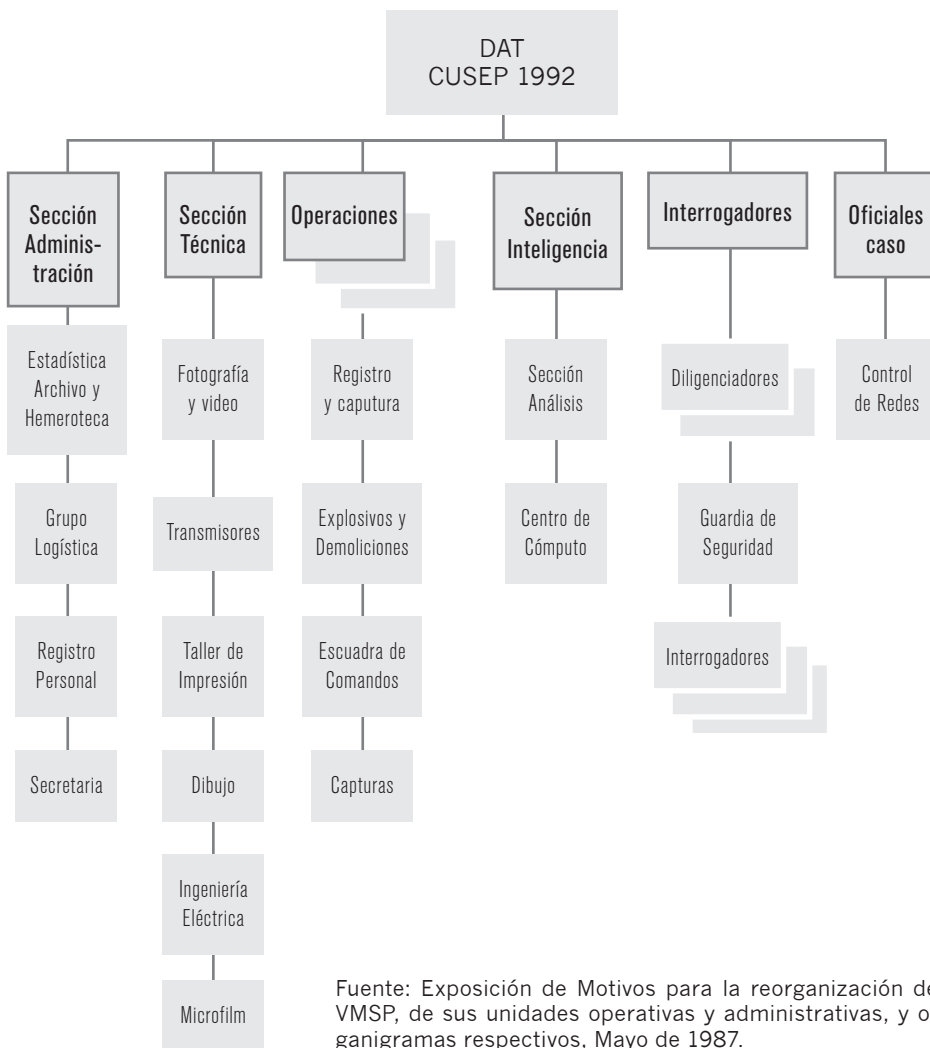 DAT
CUSEP 1992
Sección
Adminis-
tración
Sección
Técnica
Operaciones
Sección
Inteligencia
Interrogadores
Oficiales
caso
Estadística
Archivo y
Hemeroteca
Fotografía
y video
Registro
y caputura
Sección
Análisis
Diligenciadores
Control
de Redes
Grupo
Logística
Transmisores
Explosivos y
Demoliciones
Centro de
Cómputo
Guardia de
Seguridad
Registro
Personal
Taller de
Impresión
Escuadra de
Comandos
Interrogadores
Secretaria
Dibujo
Capturas
Ingeniería
Eléctrica
Microfilm
Fuente: Exposición de Motivos para la reorganización de
VMSP, de sus unidades operativas y administrativas, y o
ganigramas respectivos, Mayo de 1987.